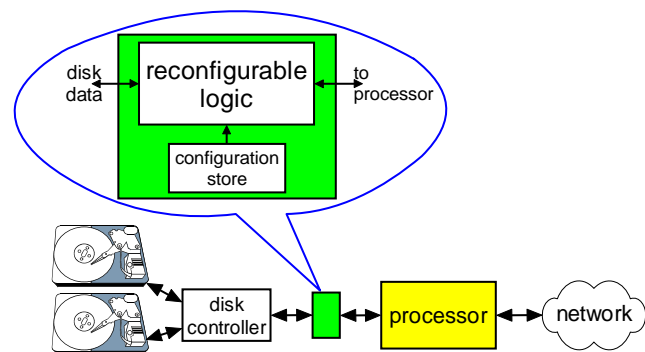 disk
data
reconfigurable
logic
to
processor
configuration
store
disk
controller
processor
network